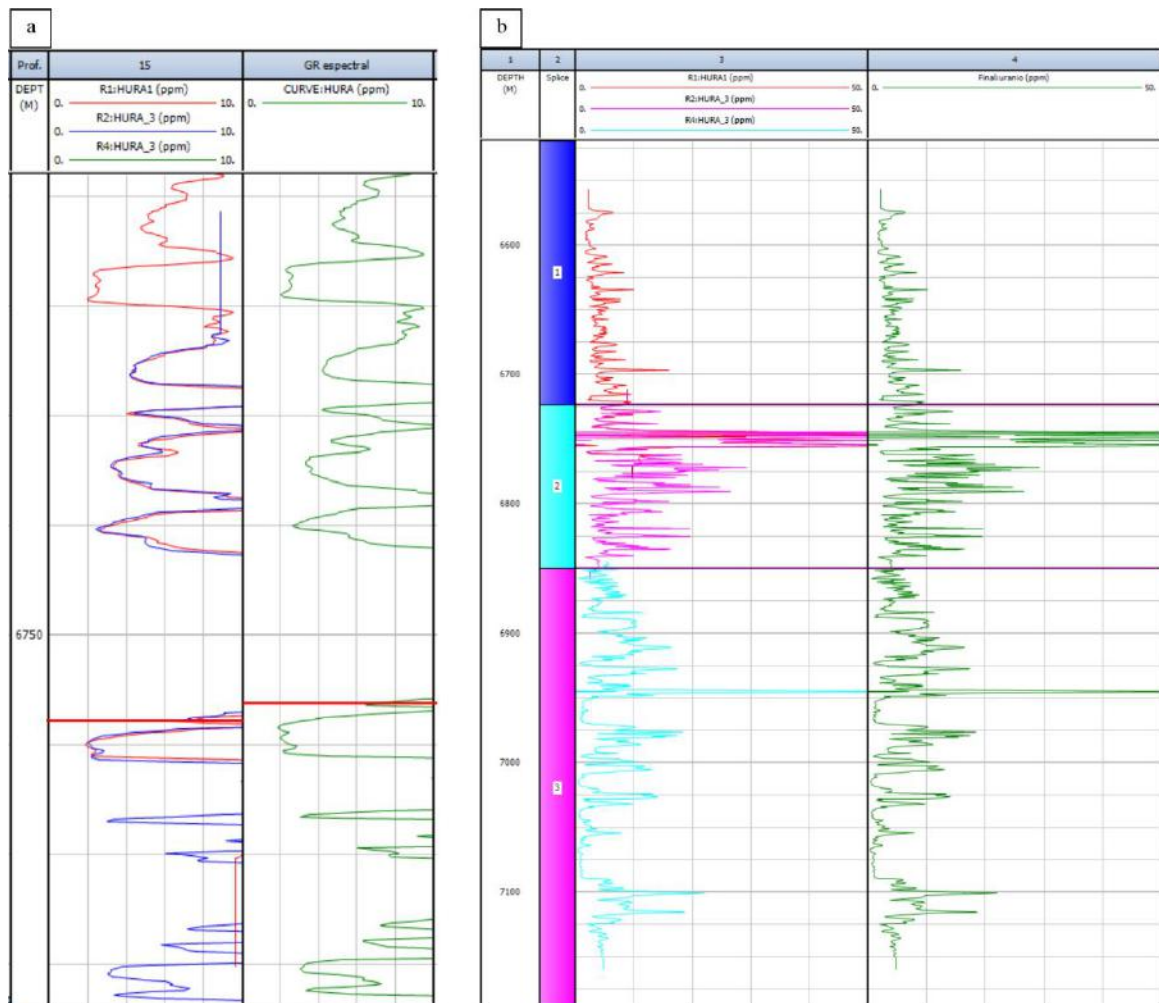 a
Prof. 15 GR espectral
DEPT (M)
R1:HURA1 (ppm)
0. 10.
R2:HURA_3 (ppm)
0. 10.
R4:HURA_3 (ppm)
0. 10.
CURVE:HURA (ppm)
0. 10.
6750
b
1 2 3 4
DEPTH (M)
Splice
R1:HURA1 (ppm)
0. 50.
R2:HURA_3 (ppm)
0. 50.
R4:HURA_3 (ppm)
0. 50.
Final:uranio (ppm)
0. 50.
6600
1
6700
2
6800
6900
7000
3
7100